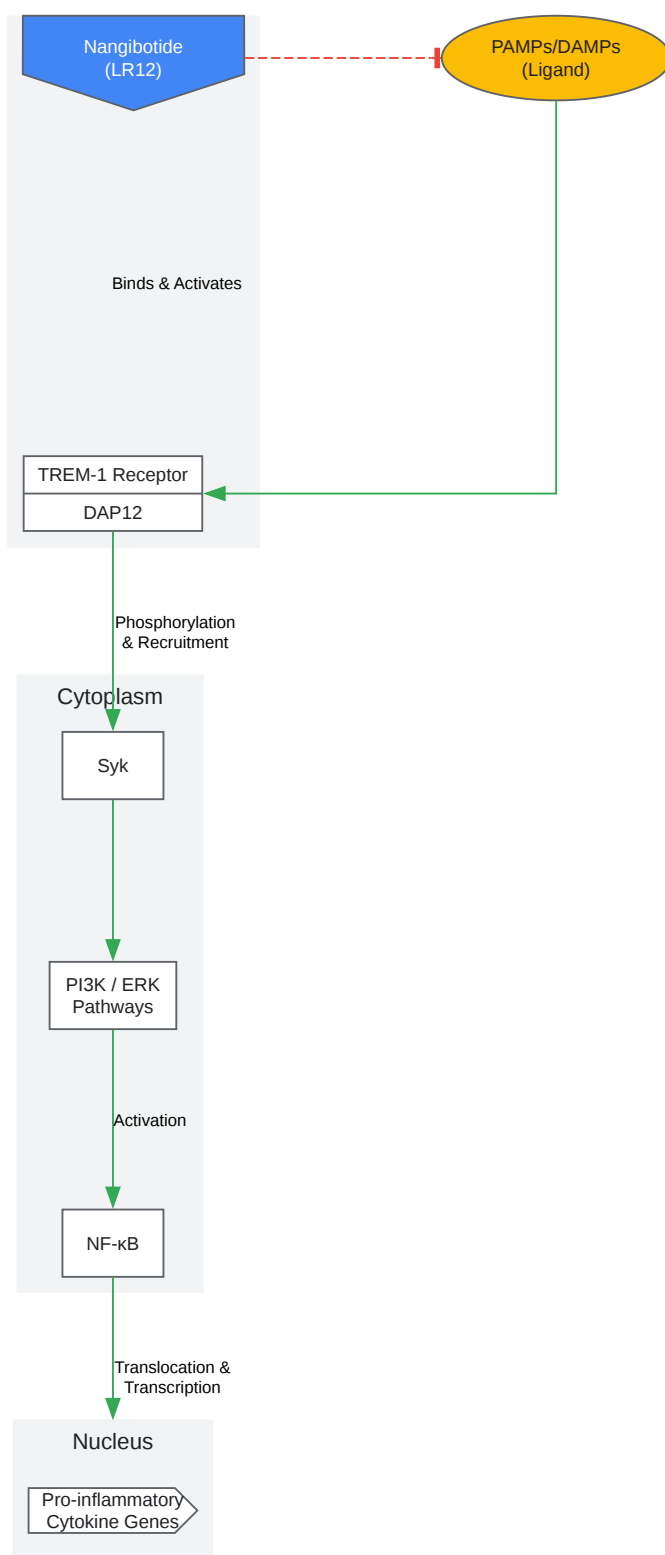 Nangibotide
(LR12)
PAMPs/DAMPs
(Ligand)
Binds & Activates
TREM-1 Receptor
DAP12
Phosphorylation
& Recruitment
Cytoplasm
Syk
PI3K / ERK
Pathways
Activation
NF-κB
Translocation &
Transcription
Nucleus
Pro-inflammatory
Cytokine Genes